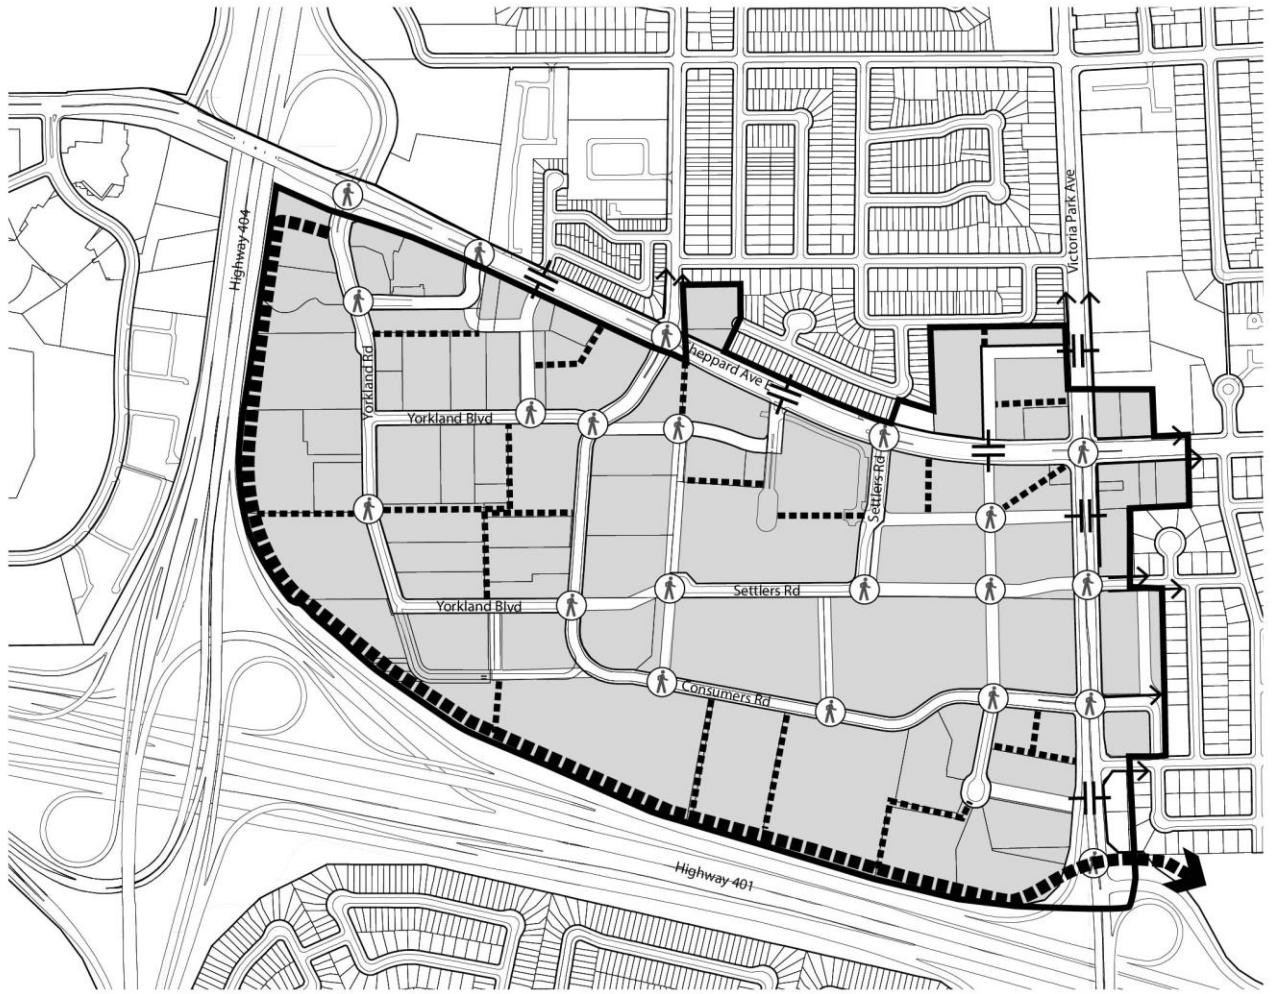 Victoria Park Ave
Highway 404
Sheppard Ave E
Yorkland Rd
Yorkland Blvd
Settlers Rd
Settlers Rd
Yorkland Blvd
Consumers Rd
Highway 401